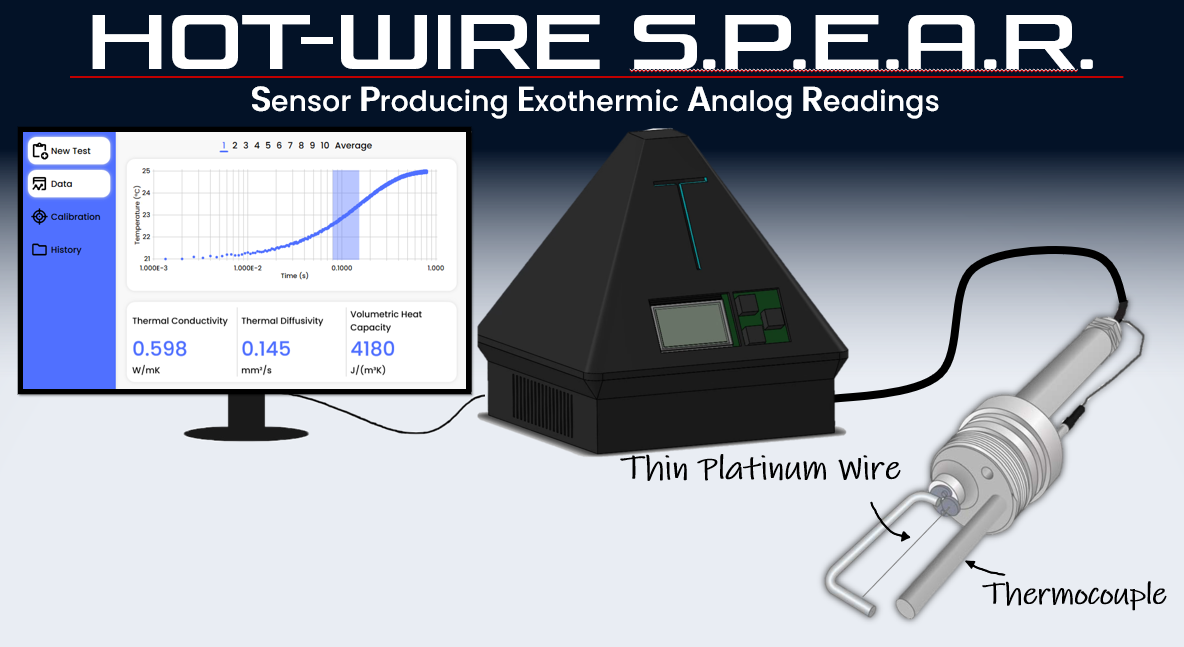 HOT-WIRE S.P.E.A.R.
Sensor Producing Exothermic Analog Readings
New Test
Data
Calibration
History
1 2 3 4 5 6 7 8 9 10 Average
Temperature (°C)
25
24
23
22
21
1.000E-3 1.000E-2 0.1000 1.000
Time (s)
Thermal Conductivity
0.598
W/mK
Thermal Diffusivity
0.145
mm²/s
Volumetric Heat
Capacity
4180
J/(m³K)
Thin Platinum Wire
Thermocouple